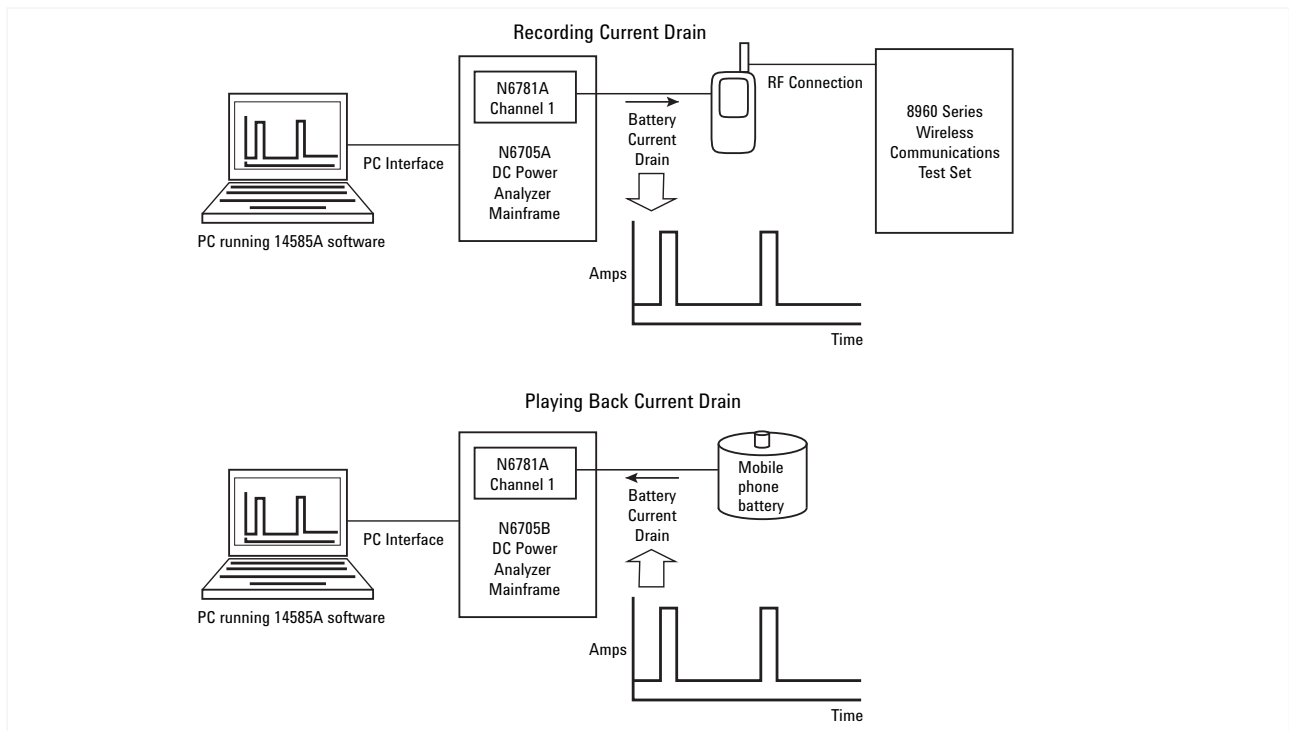 Recording Current Drain
N6781A
Channel 1
N6705A
DC Power
Analyzer
Mainframe
PC Interface
PC running 14585A software
Battery
Current
Drain
RF Connection
8960 Series
Wireless
Communications
Test Set
Amps
Time
Playing Back Current Drain
N6781A
Channel 1
N6705B
DC Power
Analyzer
Mainframe
PC Interface
PC running 14585A software
Battery
Current
Drain
Mobile
phone
battery
Amps
Time